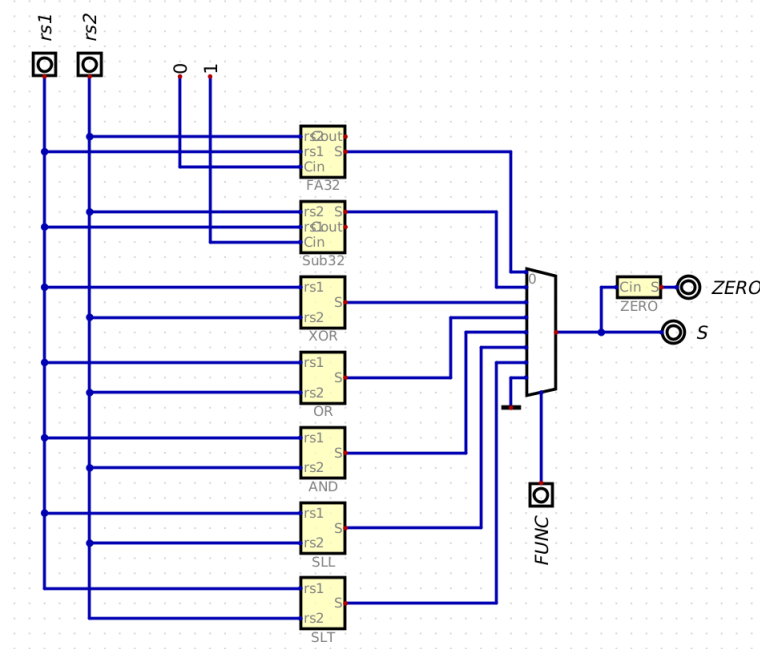 rs1
rs2
0
1
rs2
Cout
rs1
S
Cin
FA32
rs2
S
rs1
Cout
Cin
Sub32
rs1
S
rs2
XOR
rs1
S
rs2
OR
rs1
S
rs2
AND
rs1
S
rs2
SLL
rs1
S
rs2
SLT
0
Cin
S
ZERO
ZERO
S
FUNC